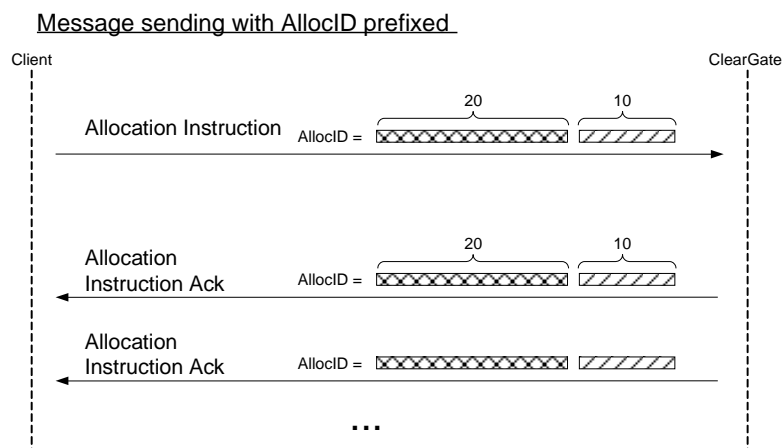 Message sending with AllocID prefixed
Client
ClearGate
20
10
Allocation Instruction
AllocID =
20
10
Allocation
Instruction Ack
AllocID =
Allocation
Instruction Ack
AllocID =
...